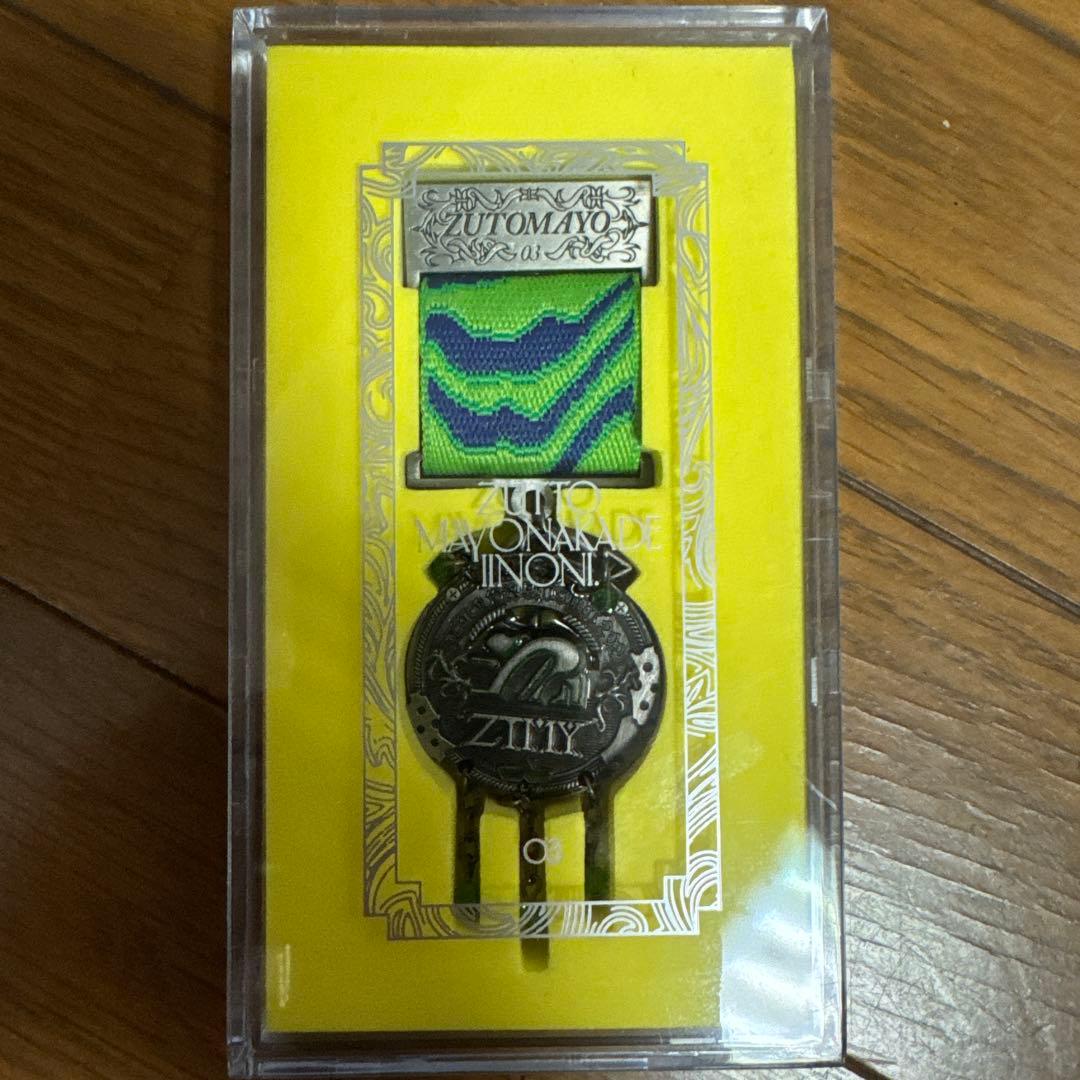 ZUTOMAYO
03
ZUTTO
MAYONAKADE
IINONI.
ZTMY
03